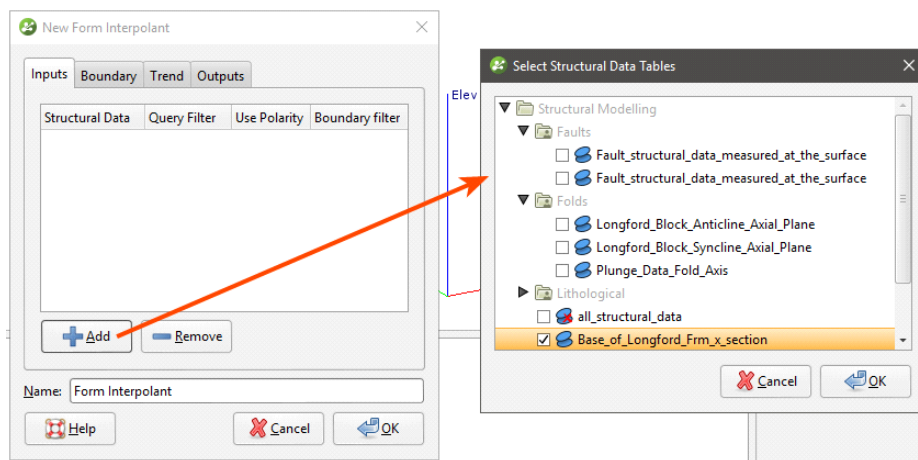 New Form Interpolant
Inputs Boundary Trend Outputs
Structural Data Query Filter Use Polarity Boundary filter
Add Remove
Name: Form Interpolant
Help Cancel OK
Elev
Select Structural Data Tables
Structural Modelling
Faults
Fault_structural_data_measured_at_the_surface
Fault_structural_data_measured_at_the_surface
Folds
Longford_Block_Anticline_Axial_Plane
Longford_Block_Syncline_Axial_Plane
Plunge_Data_Fold_Axis
Lithological
all_structural_data
Base_of_Longford_Frm_x_section
Cancel OK